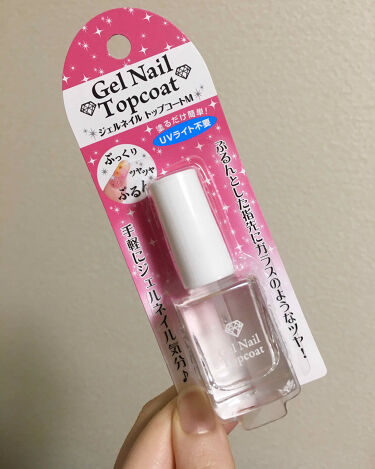 Gel Nail
Topcoat
ジェルネイル トップコートM
塗るだけ簡単!
UVライト不要
ぷっくり
ツヤツヤ
ぷるん
ぷるんとした指先にガラスのようなツヤ!
手軽にジェルネイル気分♪
Gel Nail
Topcoat